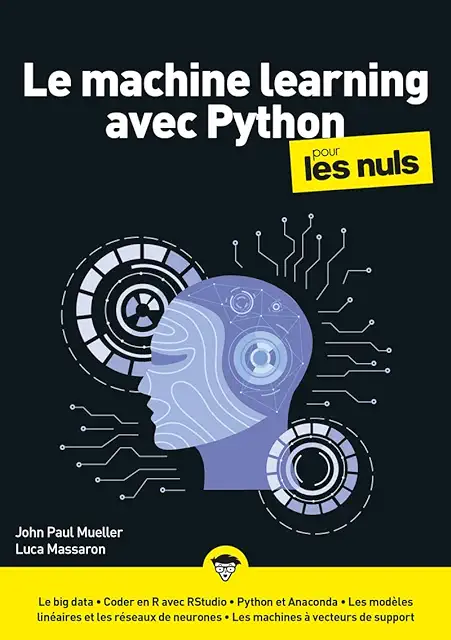 Le machine learning
avec Python
pour
les nuls
John Paul Mueller
Luca Massaron
Le big data • Coder en R avec RStudio • Python et Anaconda • Les modèles
linéaires et les réseaux de neurones • Les machines à vecteurs de support